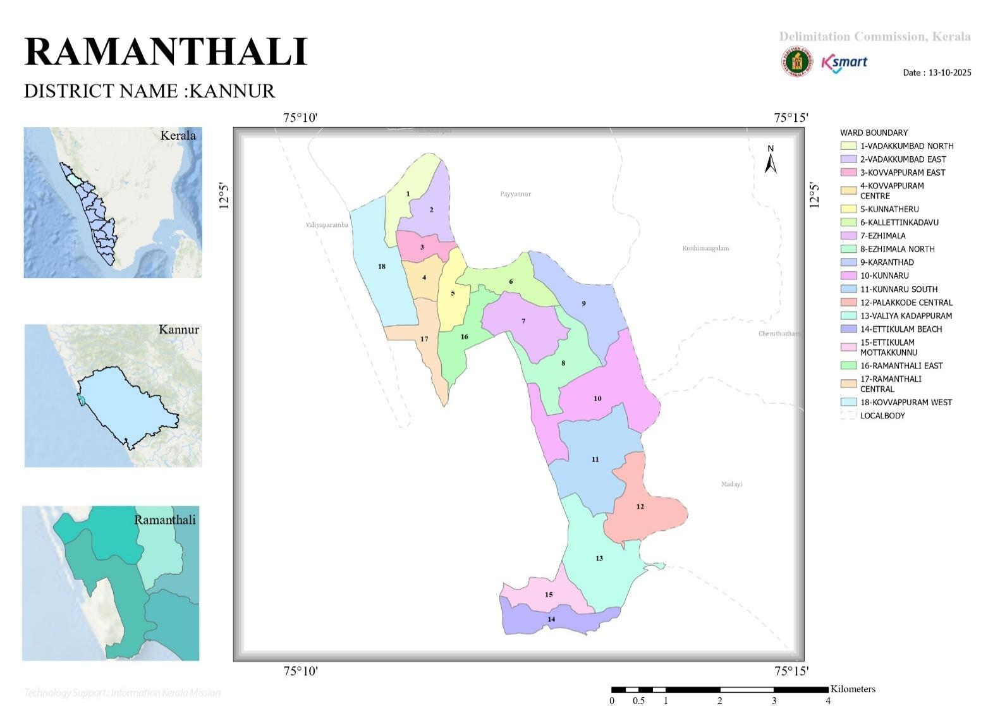 RAMANTHALI
DISTRICT NAME :KANNUR
Delimitation Commission, Kerala
Ksmart
Date : 13-10-2025
Kerala
Kannur
Ramanthali
75°10'
75°15'
12°5'
12°5'
N
Payyannur
Valiyaparamba
Kunhimangalam
Cheruthazham
Madayi
1
2
3
4
5
6
7
8
9
10
11
12
13
14
15
16
17
18
75°10'
75°15'
WARD BOUNDARY
1-VADAKKUMBAD NORTH
2-VADAKKUMBAD EAST
3-KOVVAPPURAM EAST
4-KOVVAPPURAM
CENTRE
5-KUNNATHERU
6-KALLETTINKADAVU
7-EZHIMALA
8-EZHIMALA NORTH
9-KARANTHAD
10-KUNNARU
11-KUNNARU SOUTH
12-PALAKKODE CENTRAL
13-VALIYA KADAPPURAM
14-ETTIKULAM BEACH
15-ETTIKULAM
MOTTAKKUNNU
16-RAMANTHALI EAST
17-RAMANTHALI
CENTRAL
18-KOVVAPPURAM WEST
LOCALBODY
Technology Support : Information Kerala Mission
Kilometers
0 0.5 1 2 3 4